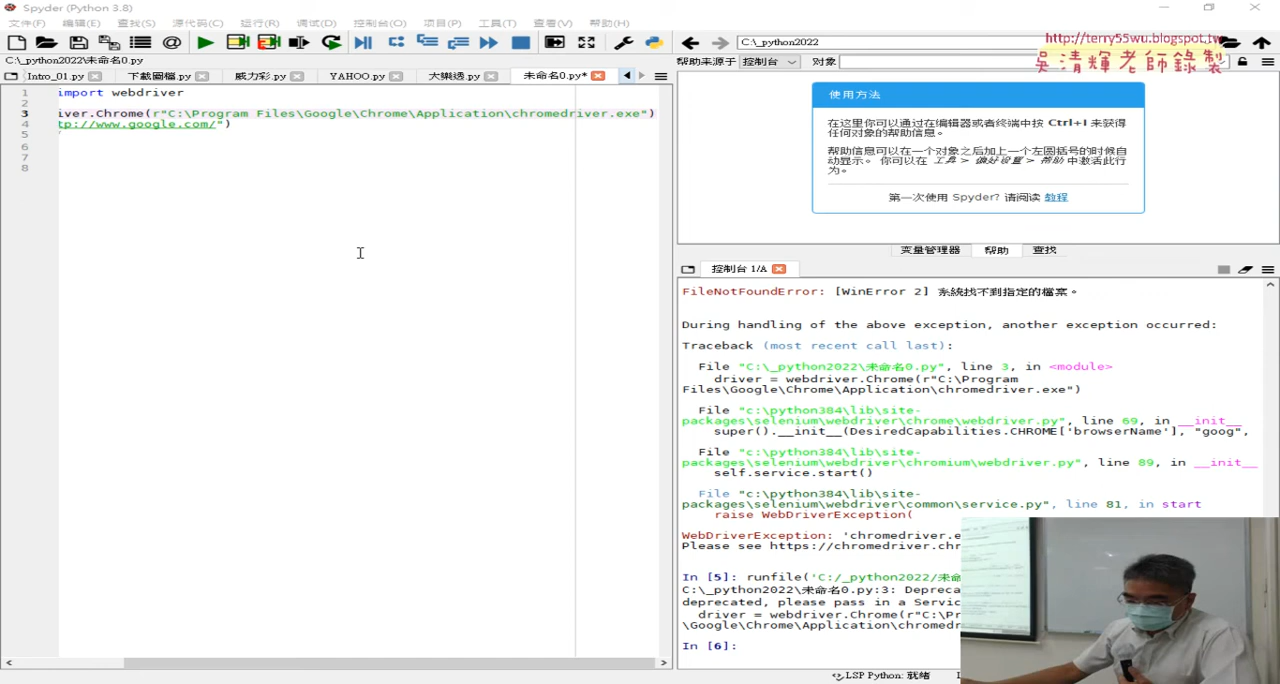 Spyder (Python 3.8)
文件(F) 编辑(E) 查找(S) 源代码(C) 运行(R) 调试(D) 控制台(O) 项目(P) 工具(T) 查看(V) 帮助(H)
C:\_python2022
http://terry55wu.blogspot.tw
吳清輝老師錄製
C:\_python2022\未命名0.py
帮助来源于 控制台 对象
Intro_01.py 下載圖檔.py 威力彩.py YAHOO.py 大樂透.py 未命名0.py*
1 import webdriver
2
3 iver.Chrome(r"C:\Program Files\Google\Chrome\Application\chromedriver.exe")
4 tp://www.google.com/")
5
6
7
8
使用方法
在这里你可以通过在编辑器或者终端中按 Ctrl+I 来获得
任何对象的帮助信息。
帮助信息可以在一个对象之后加上一个左圆括号的时候自
动显示。 你可以在 工具 > 偏好设置 > 帮助 中激活此行
为。
第一次使用 Spyder? 请阅读 教程
变量管理器 帮助 查找
控制台 1/A
FileNotFoundError: [WinError 2] 系統找不到指定的檔案。
During handling of the above exception, another exception occurred:
Traceback (most recent call last):
File "C:\_python2022\未命名0.py", line 3, in <module>
driver = webdriver.Chrome(r"C:\Program
Files\Google\Chrome\Application\chromedriver.exe")
File "c:\python384\lib\site-
packages\selenium\webdriver\chrome\webdriver.py", line 69, in __init__
super().__init__(DesiredCapabilities.CHROME['browserName'], "goog",
File "c:\python384\lib\site-
packages\selenium\webdriver\chromium\webdriver.py", line 89, in __init__
self.service.start()
File "c:\python384\lib\site-
packages\selenium\webdriver\common\service.py", line 81, in start
raise WebDriverException(
WebDriverException: 'chromedriver.e
Please see https://chromedriver.chr
In [5]: runfile('C:/_python2022/未命
C:\_python2022\未命名0.py:3: Depreca
deprecated, please pass in a Servic
driver = webdriver.Chrome(r"C:\Pr
\Google\Chrome\Application\chromedr
In [6]:
LSP Python: 就绪